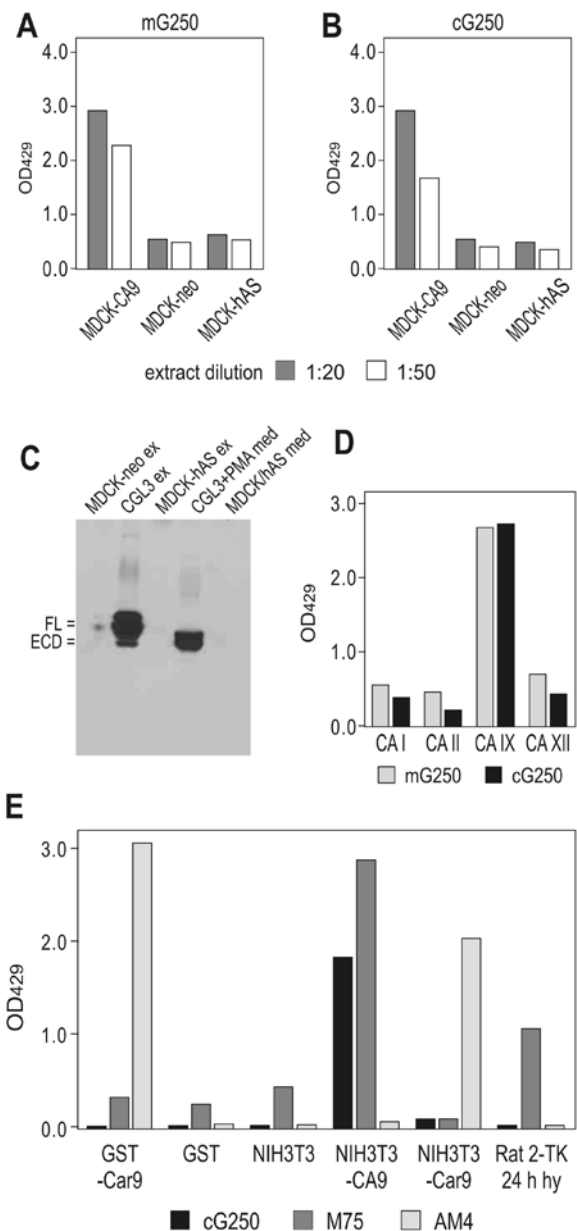 A
mG250
B
cG250
4.0
3.0
2.0
1.0
0.0
OD429
MDCK-CA9
MDCK-neo
MDCK-hAS
4.0
3.0
2.0
1.0
0.0
OD429
MDCK-CA9
MDCK-neo
MDCK-hAS
extract dilution 1:20 1:50
C
MDCK-neo ex
CGL3 ex
MDCK-hAS ex
CGL3+PMA med
MDCK/hAS med
FL =
ECD =
D
3.0
2.0
1.0
0.0
OD429
CA I CA II CA IX CA XII
mG250 cG250
E
3.0
2.0
1.0
0.0
OD429
GST
-Car9
GST
NIH3T3
NIH3T3
-CA9
NIH3T3
-Car9
Rat 2-TK
24 h hy
cG250 M75 AM4